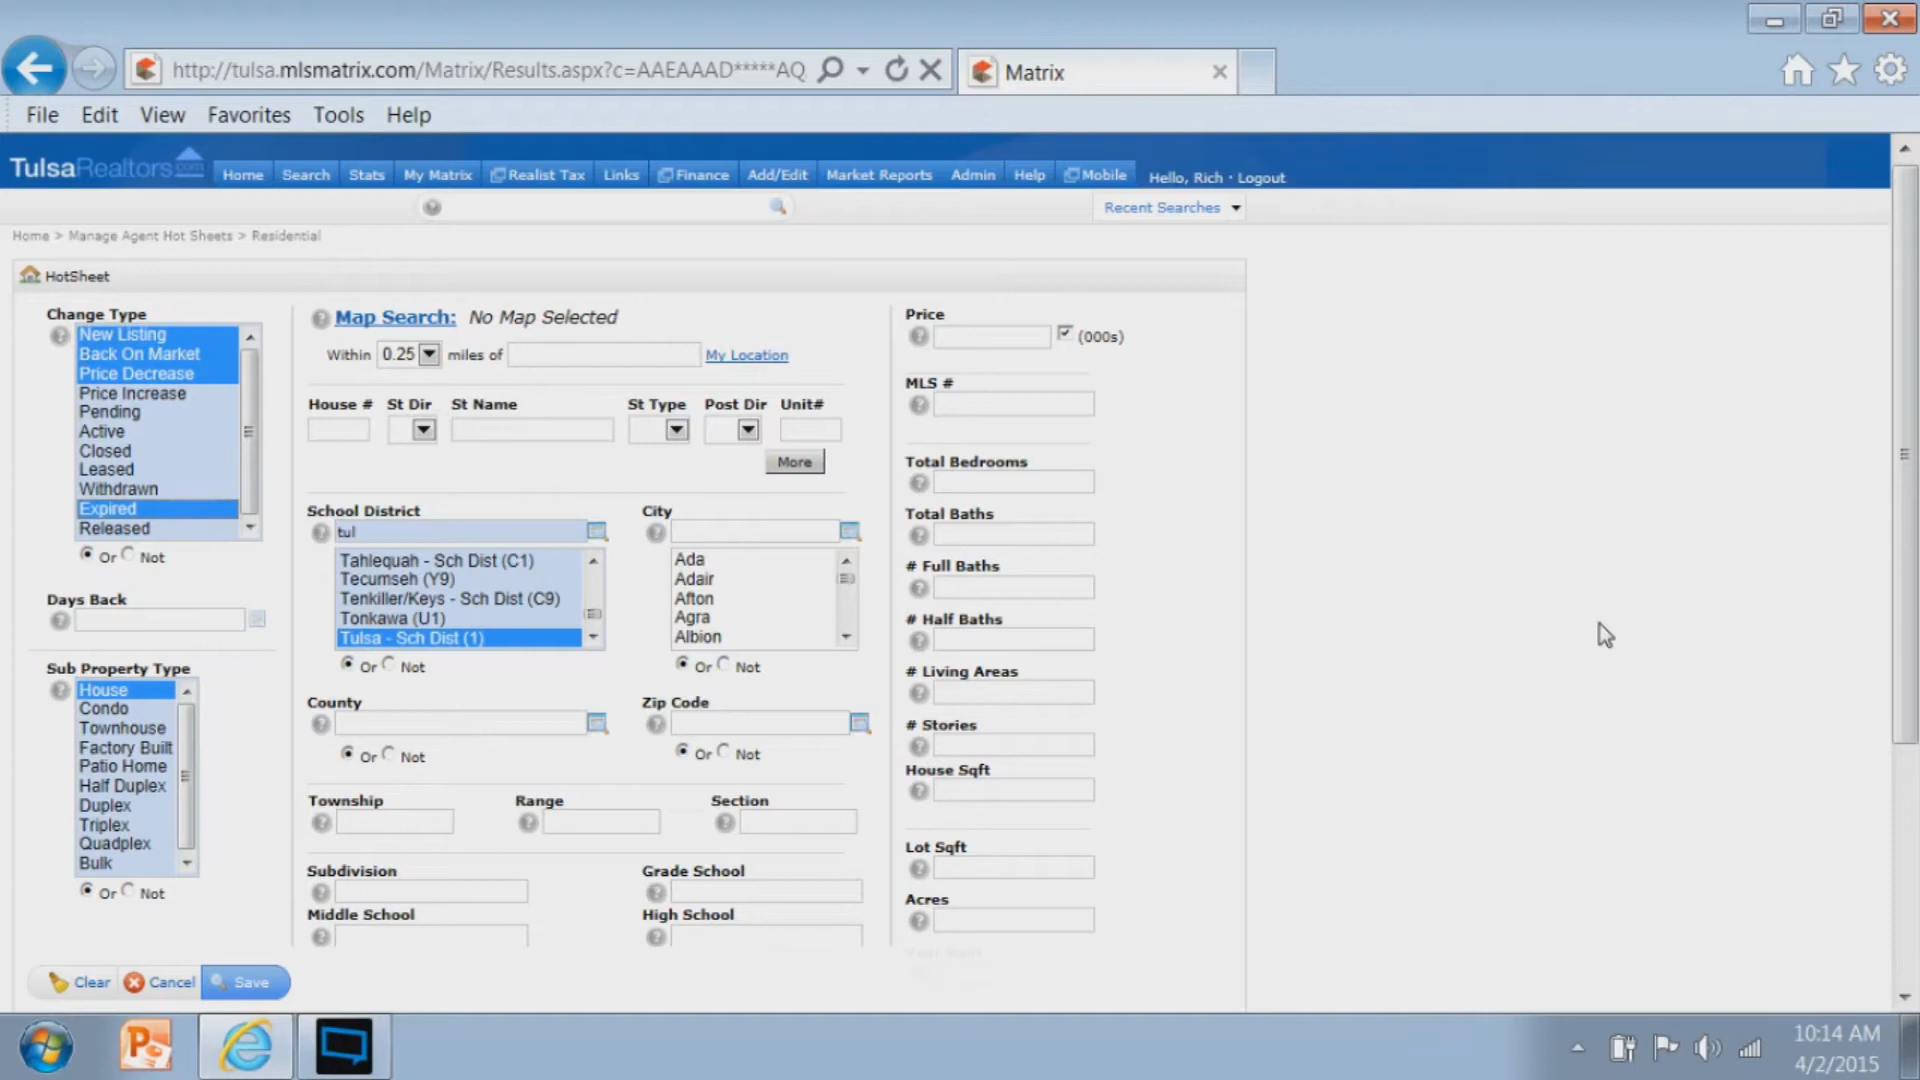 http://tulsa.mlsmatrix.com/Matrix/Results.aspx?c=AAEAAAD*****AQ
Matrix
File Edit View Favorites Tools Help
TulsaRealtors.com
Home Search Stats My Matrix Realist Tax Links Finance Add/Edit Market Reports Admin Help Mobile Hello, Rich · Logout
Recent Searches
Home > Manage Agent Hot Sheets > Residential
HotSheet
Change Type
New Listing
Back On Market
Price Decrease
Price Increase
Pending
Active
Closed
Leased
Withdrawn
Expired
Released
Or Not
Days Back
Sub Property Type
House
Condo
Townhouse
Factory Built
Patio Home
Half Duplex
Duplex
Triplex
Quadplex
Bulk
Or Not
Map Search: No Map Selected
Within 0.25 miles of My Location
House # St Dir St Name St Type Post Dir Unit#
More
School District
tul
Tahlequah - Sch Dist (C1)
Tecumseh (Y9)
Tenkiller/Keys - Sch Dist (C9)
Tonkawa (U1)
Tulsa - Sch Dist (1)
Or Not
City
Ada
Adair
Afton
Agra
Albion
Or Not
County
Or Not
Zip Code
Or Not
Township Range Section
Subdivision Grade School
Middle School High School
Price
(000s)
MLS #
Total Bedrooms
Total Baths
# Full Baths
# Half Baths
# Living Areas
# Stories
House Sqft
Lot Sqft
Acres
Clear Cancel Save
10:14 AM
4/2/2015